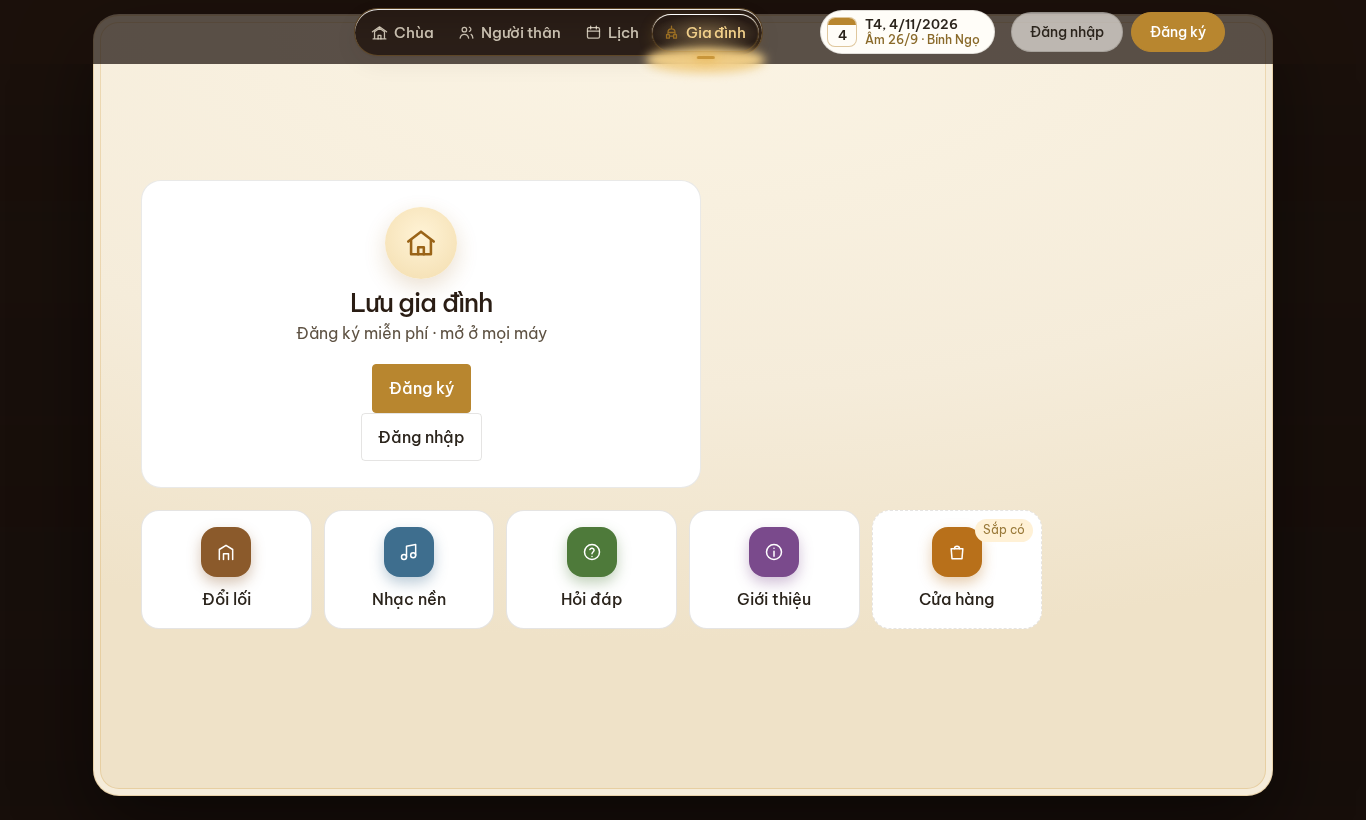 Chùa
Người thân
Lịch
Gia đình
4
T4, 4/11/2026
Âm 26/9 · Bính Ngọ
Đăng nhập
Đăng ký
Lưu gia đình
Đăng ký miễn phí · mở ở mọi máy
Đăng ký
Đăng nhập
Đổi lối
Nhạc nền
Hỏi đáp
Giới thiệu
Sắp có
Cửa hàng